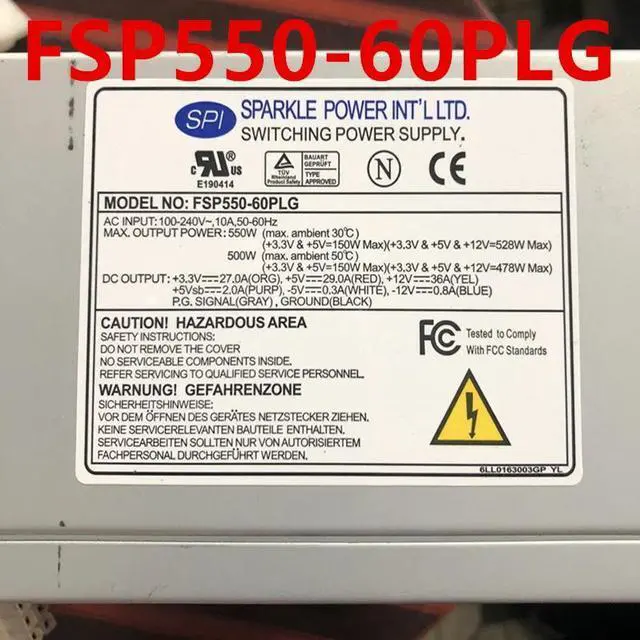 FSP550-60PLG
SPI
SPARKLE POWER INT'L LTD.
SWITCHING POWER SUPPLY.
c RU US
E190414
TÜV
Rheinland
Product Safety
BAUART
GEPRÜFT
TYPE
APPROVED
N
CE
MODEL NO: FSP550-60PLG
AC INPUT: 100-240V~,10A,50-60Hz
MAX. OUTPUT POWER: 550W (max. ambient 30℃)
(+3.3V & +5V=150W Max)(+3.3V & +5V & +12V=528W Max)
500W (max. ambient 50℃)
(+3.3V & +5V=150W Max)(+3.3V & +5V & +12V=478W Max)
DC OUTPUT: +3.3V⎓27.0A(ORG), +5V⎓29.0A(RED), +12V⎓36A(YEL)
+5Vsb⎓2.0A(PURP), -5V⎓0.3A(WHITE), -12V⎓0.8A(BLUE)
P.G. SIGNAL(GRAY) , GROUND(BLACK)
CAUTION! HAZARDOUS AREA
SAFETY INSTRUCTIONS:
DO NOT REMOVE THE COVER
NO SERVICEABLE COMPONENTS INSIDE.
REFER SERVICING TO QUALIFIED SERVICE PERSONNEL.
FC Tested to Comply
With FCC Standards
WARNUNG! GEFAHRENZONE
SICHERHEITSHINWEISE:
VOR DEM ÖFFNEN DES GERÄTES NETZSTECKER ZIEHEN.
KEINE SERVICERELEVANTEN BAUTEILE ENTHALTEN.
SERVICEARBEITEN SOLLTEN NUR VON AUTORISIERTEM
FACHPERSONAL DURCHGEFÜHRT WERDEN.
6LL0163003GP YL